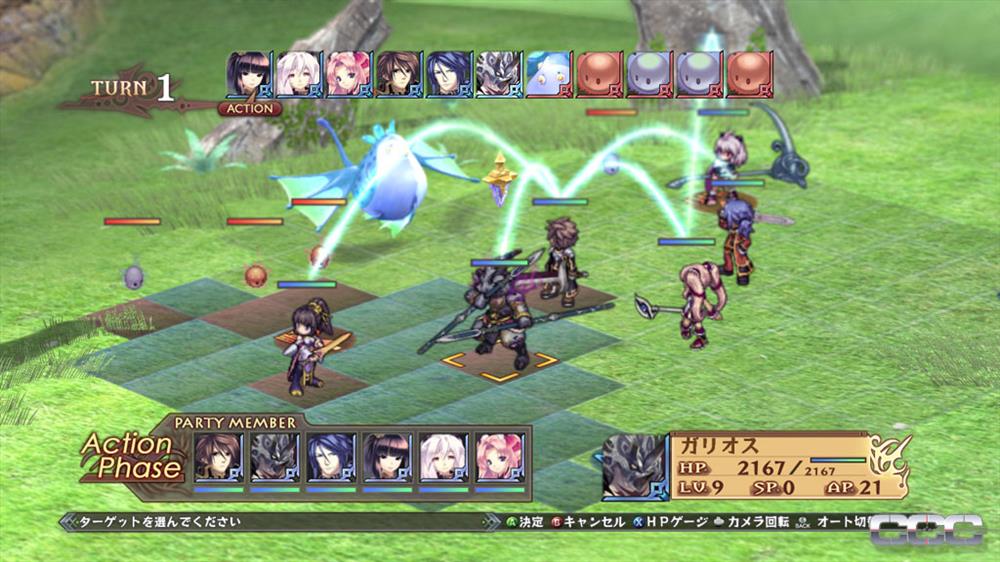 TURN 1
ACTION
PARTY MEMBER
Action Phase
ガリオス
HP 2167/2167
LV 9 SP 0 AP 21
ターゲットを選んでください
A 決定 B キャンセル X HPゲージ カメラ回転 BACK オート切
CCC